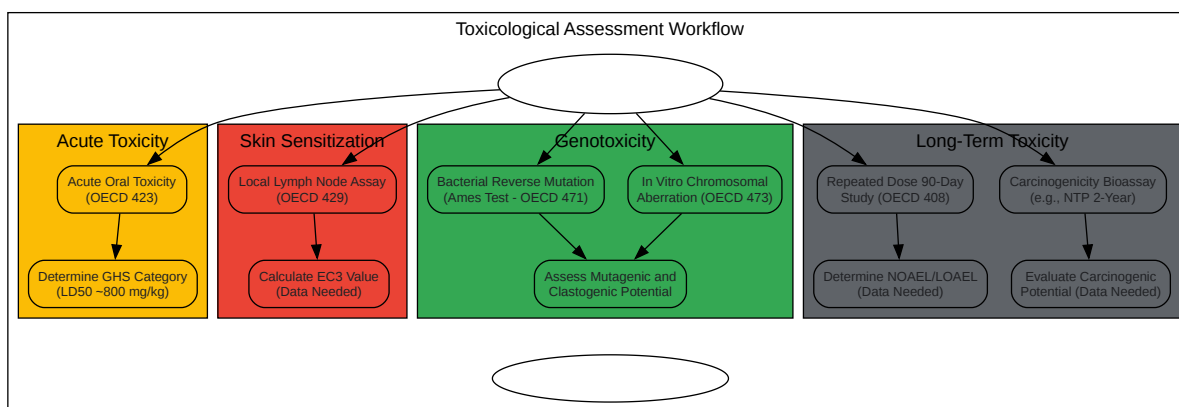 Toxicological Assessment Workflow
Acute Toxicity
Acute Oral Toxicity
(OECD 423)
Determine GHS Category
(LD50 ~800 mg/kg)
Skin Sensitization
Local Lymph Node Assay
(OECD 429)
Calculate EC3 Value
(Data Needed)
Genotoxicity
Bacterial Reverse Mutation
(Ames Test - OECD 471)
In Vitro Chromosomal
Aberration (OECD 473)
Assess Mutagenic and
Clastogenic Potential
Long-Term Toxicity
Repeated Dose 90-Day
Study (OECD 408)
Carcinogenicity Bioassay
(e.g., NTP 2-Year)
Determine NOAEL/LOAEL
(Data Needed)
Evaluate Carcinogenic
Potential (Data Needed)